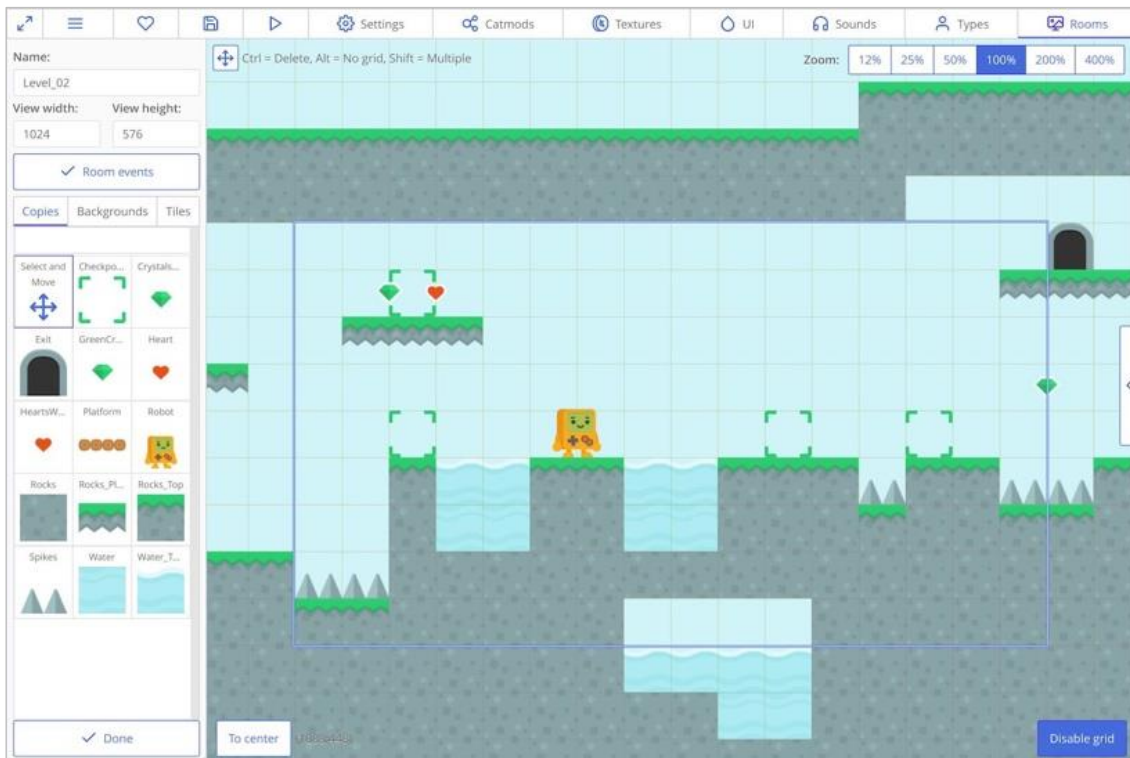 Settings
Catmods
Textures
UI
Sounds
Types
Rooms
Name:
Level_02
View width:
View height:
1024
576
Room events
Copies
Backgrounds
Tiles
Select and
Move
Checkpo...
Crystals...
Exit
GreenCr...
Heart
HeartsW...
Platform
Robot
Rocks
Rocks_Pl...
Rocks_Top
Spikes
Water
Water_T...
Done
Ctrl = Delete, Alt = No grid, Shift = Multiple
Zoom:
12%
25%
50%
100%
200%
400%
To center
Disable grid